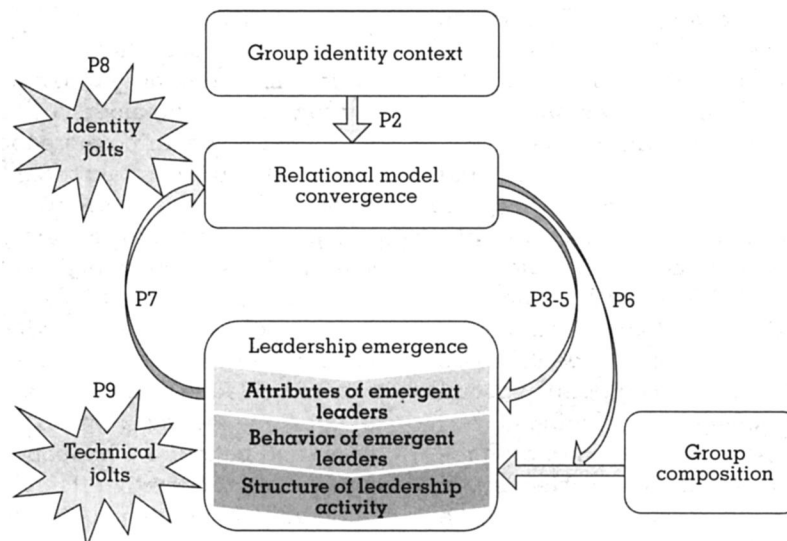 Group identity context
P8
P2
Identity
jolts
Relational model
convergence
P7
P3-5
P6
Leadership emergence
P9
Attributes of emergent
leaders
Behavior of emergent
leaders
Technical
jolts
Group
composition
Structure of leadership
activity